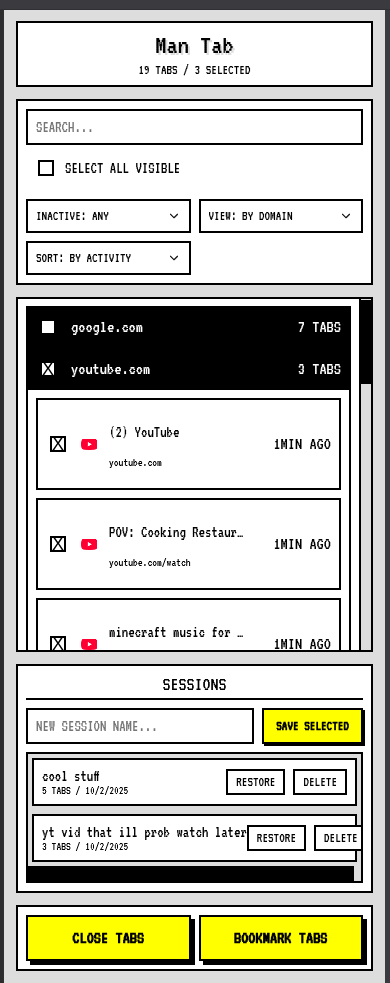 Man Tab
19 TABS / 3 SELECTED
SEARCH...
SELECT ALL VISIBLE
INACTIVE: ANY
VIEW: BY DOMAIN
SORT: BY ACTIVITY
google.com 7 TABS
youtube.com 3 TABS
(2) YouTube
youtube.com
1MIN AGO
POV: Cooking Restaur…
youtube.com/watch
1MIN AGO
minecraft music for …
1MIN AGO
SESSIONS
NEW SESSION NAME...
SAVE SELECTED
cool stuff
5 TABS / 10/2/2025
RESTORE
DELETE
yt vid that ill prob watch later
3 TABS / 10/2/2025
RESTORE
DELETE
CLOSE TABS
BOOKMARK TABS